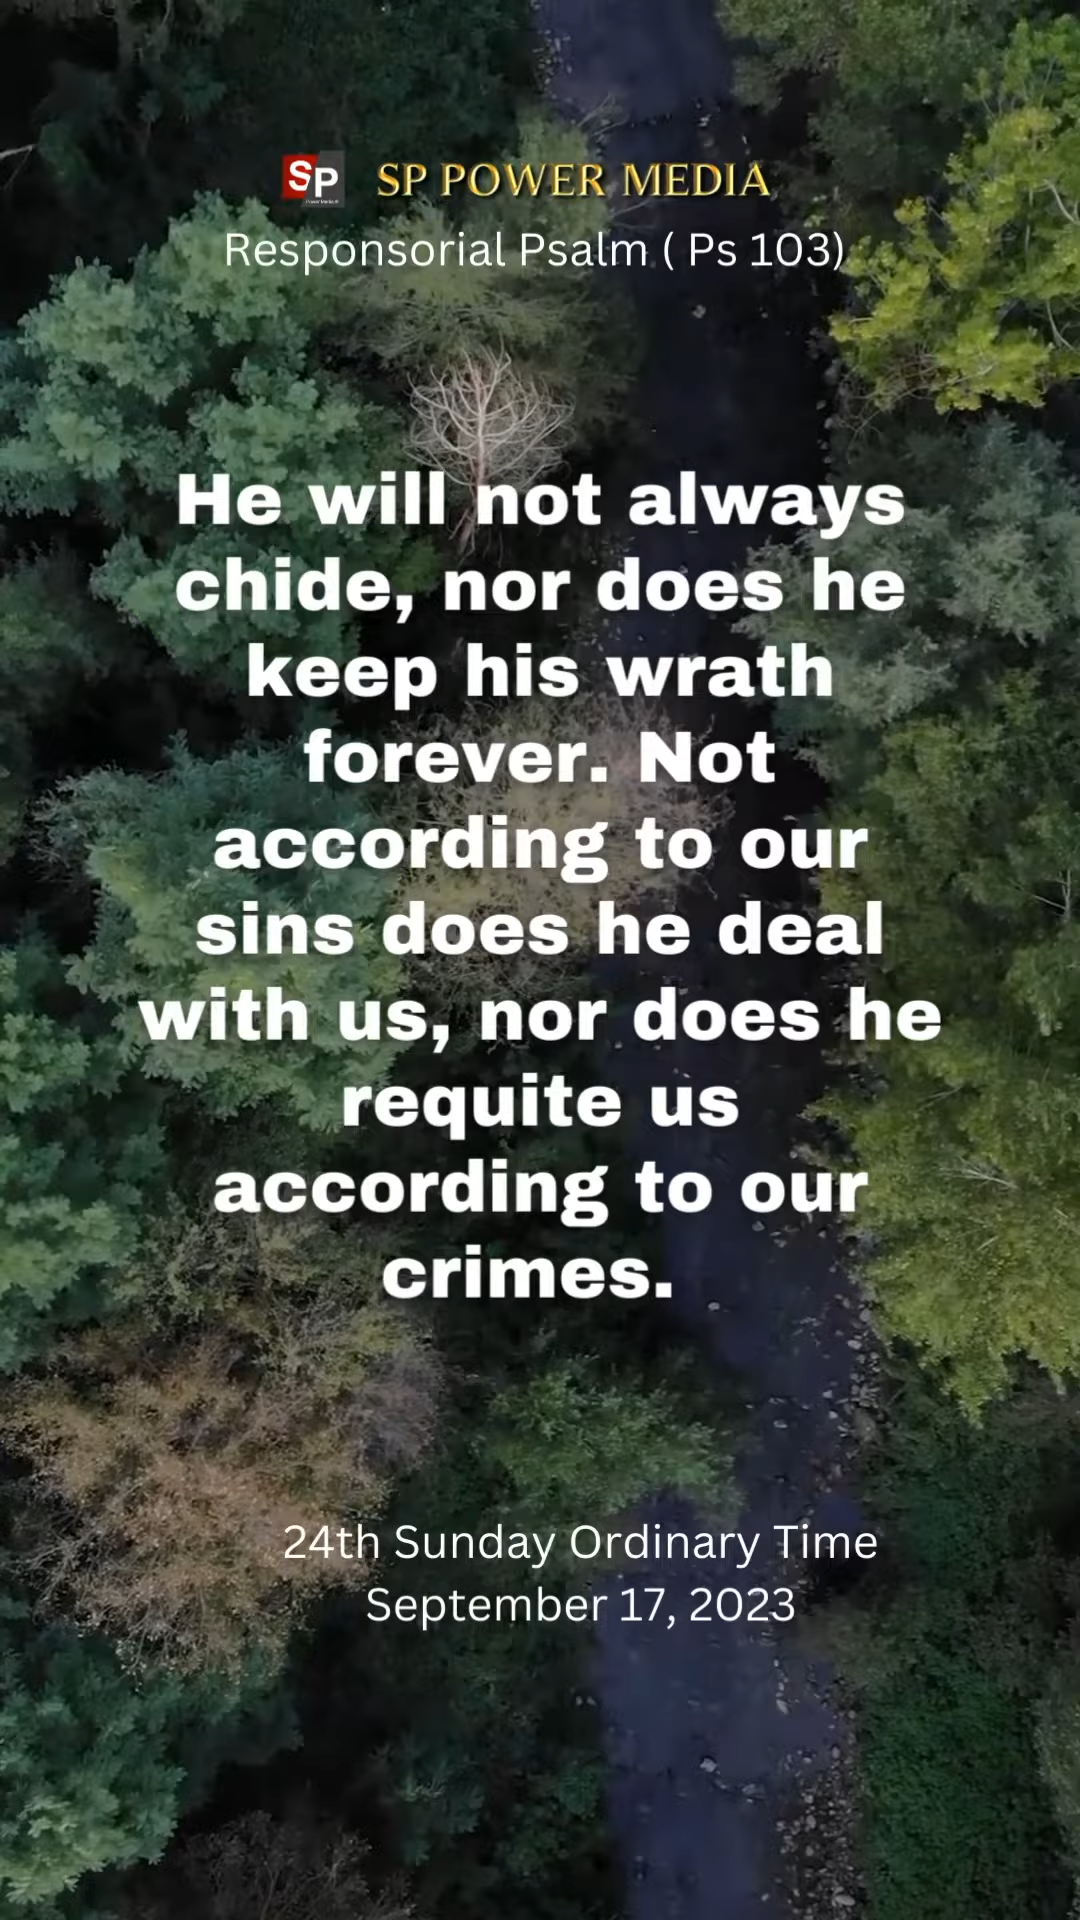 SP SP POWER MEDIA
Responsorial Psalm ( Ps 103)
He will not always
chide, nor does he
keep his wrath
forever. Not
according to our
sins does he deal
with us, nor does he
requite us
according to our
crimes.
24th Sunday Ordinary Time
September 17, 2023